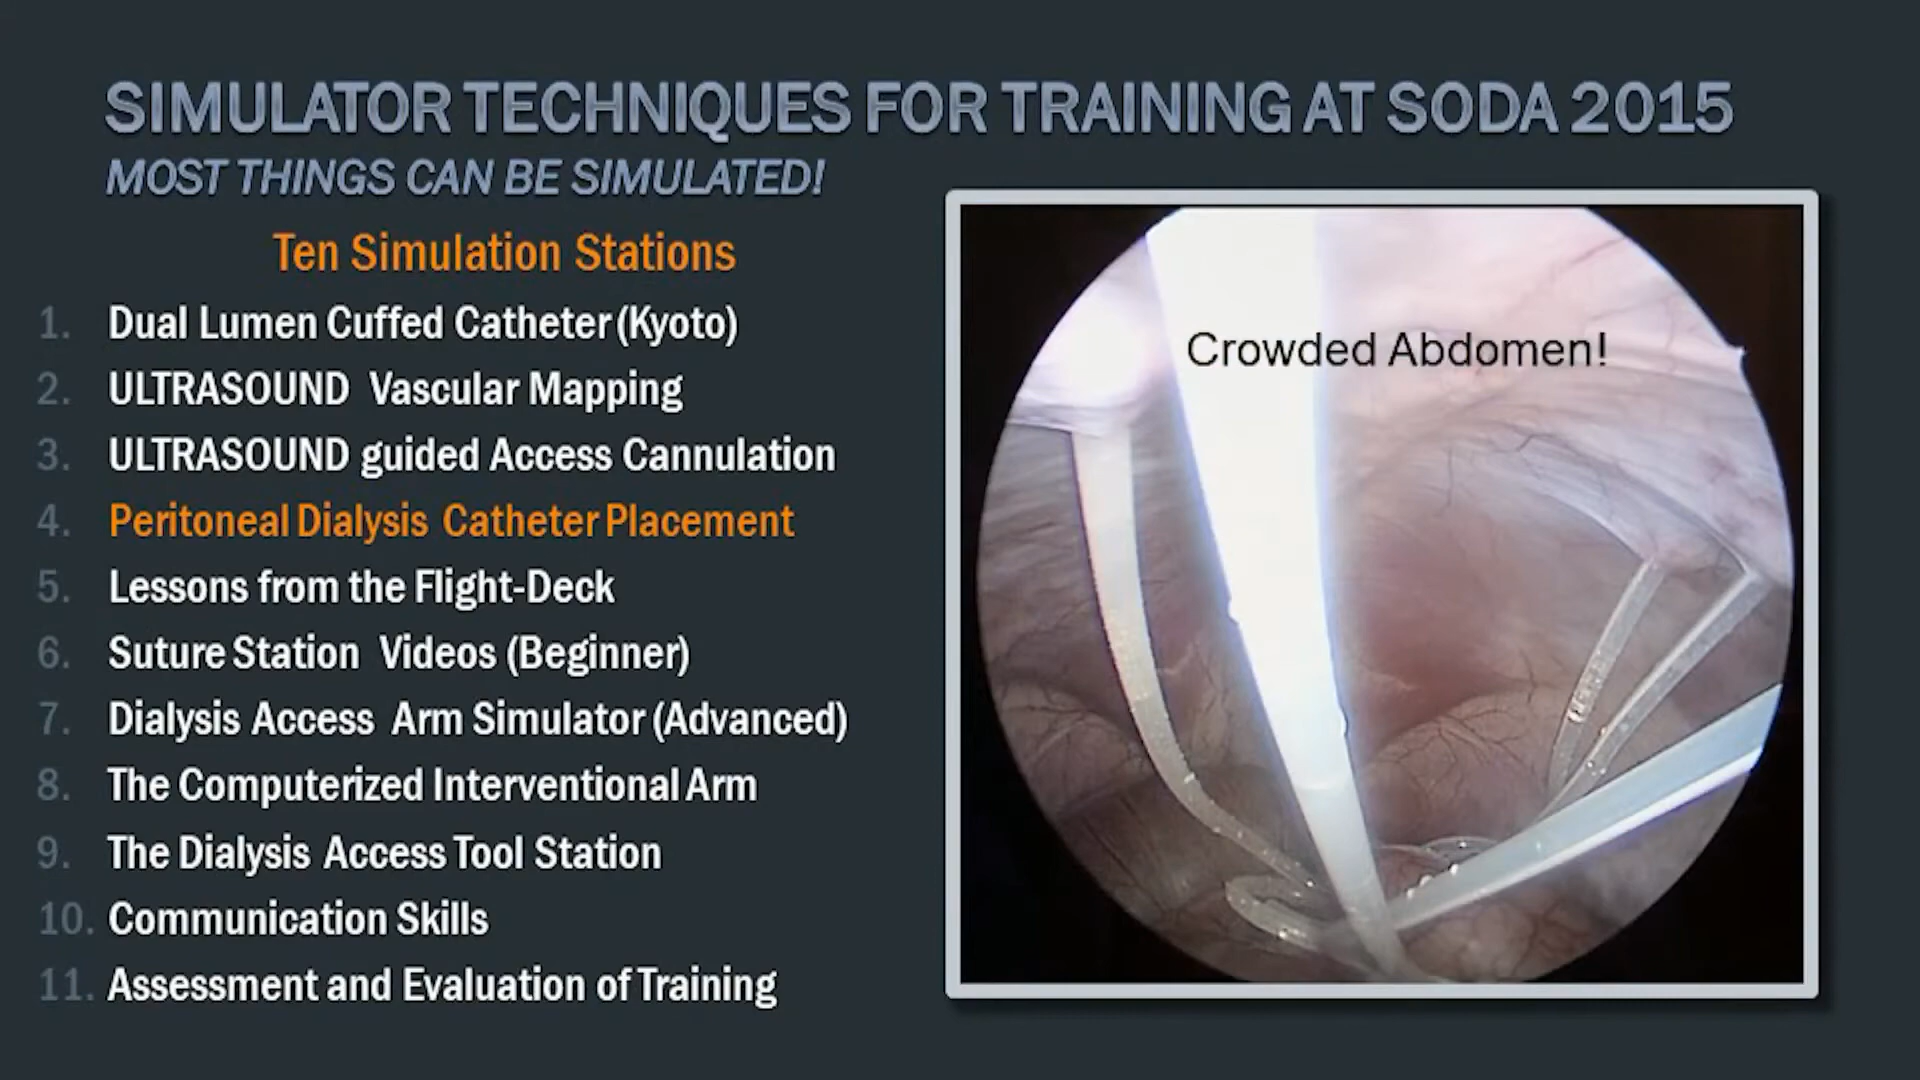 SIMULATOR TECHNIQUES FOR TRAINING AT SODA 2015
MOST THINGS CAN BE SIMULATED!
Ten Simulation Stations
1. Dual Lumen Cuffed Catheter (Kyoto)
2. ULTRASOUND Vascular Mapping
3. ULTRASOUND guided Access Cannulation
4. Peritoneal Dialysis Catheter Placement
5. Lessons from the Flight-Deck
6. Suture Station Videos (Beginner)
7. Dialysis Access Arm Simulator (Advanced)
8. The Computerized Interventional Arm
9. The Dialysis Access Tool Station
10. Communication Skills
11. Assessment and Evaluation of Training
Crowded Abdomen!